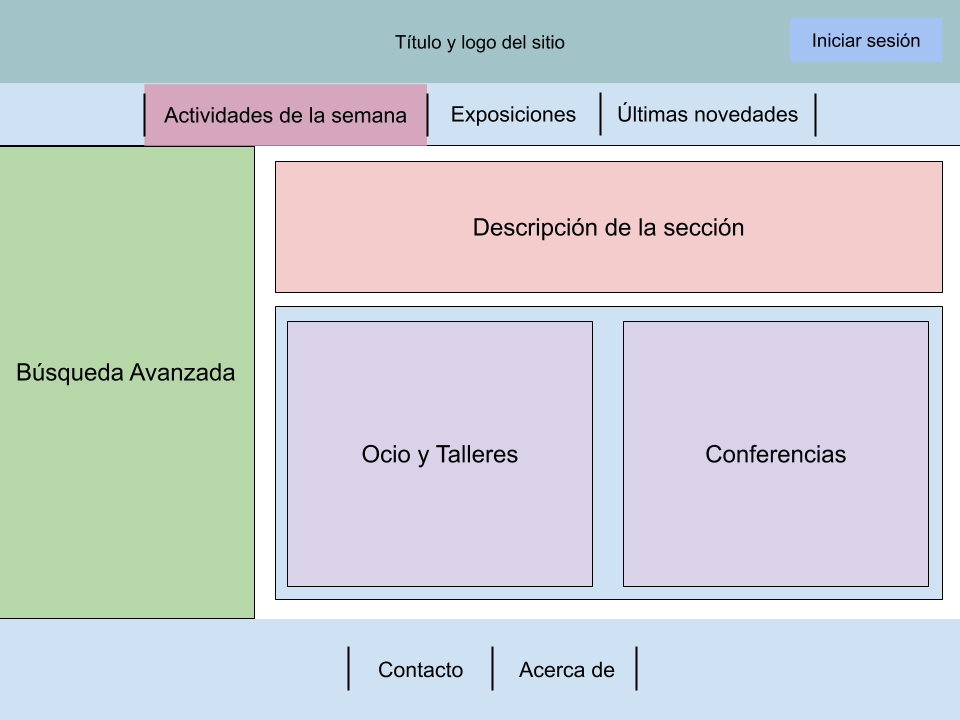 Título y logo del sitio
Iniciar sesión
Actividades de la semana
Exposiciones
Últimas novedades
Descripción de la sección
Búsqueda Avanzada
Ocio y Talleres
Conferencias
Contacto
Acerca de